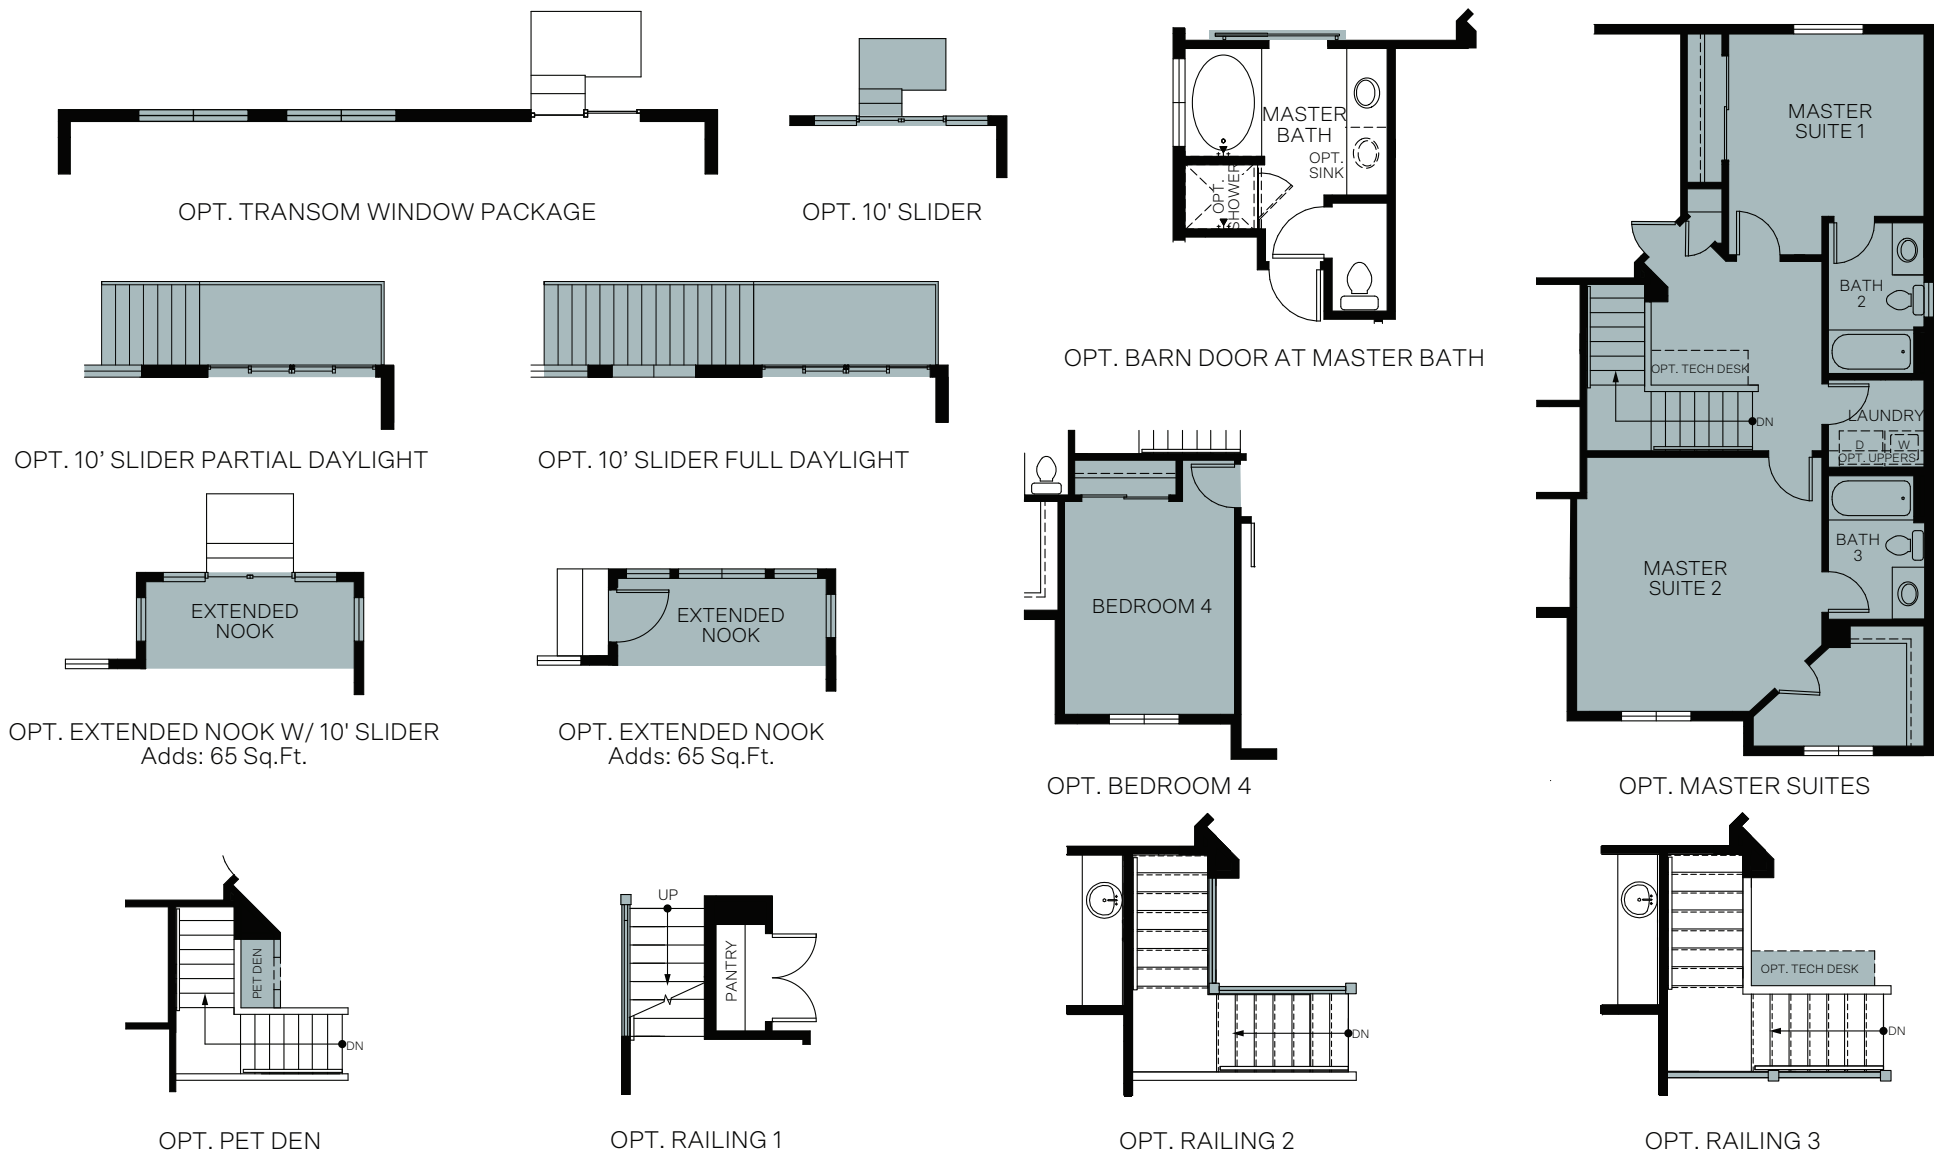 OPT. TRANSOM WINDOW PACKAGE
OPT. 10' SLIDER
MASTER
BATH
OPT.
SINK
OPT.
SHOWER
OPT. BARN DOOR AT MASTER BATH
MASTER
SUITE 1
BATH
2
OPT. TECH DESK
DN
LAUNDRY
D
W
OPT. UPPERS
BATH
3
MASTER
SUITE 2
OPT. MASTER SUITES
OPT. 10’ SLIDER PARTIAL DAYLIGHT
OPT. 10’ SLIDER FULL DAYLIGHT
EXTENDED
NOOK
OPT. EXTENDED NOOK W/ 10' SLIDER
Adds: 65 Sq.Ft.
EXTENDED
NOOK
OPT. EXTENDED NOOK
Adds: 65 Sq.Ft.
BEDROOM 4
OPT. BEDROOM 4
PET DEN
DN
OPT. PET DEN
UP
PANTRY
OPT. RAILING 1
DN
OPT. RAILING 2
OPT. TECH DESK
DN
OPT. RAILING 3